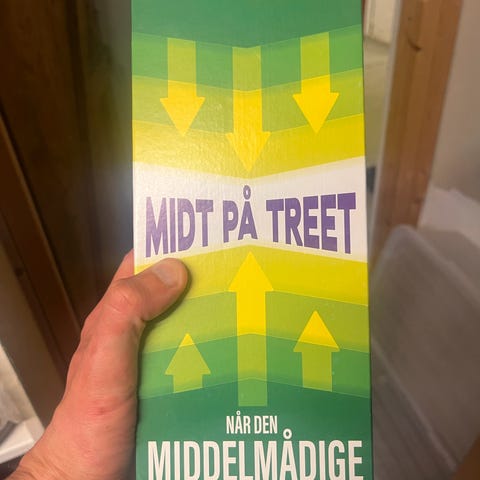 MIDT PÅ TREET
NÅR DEN
MIDDELMÅDIGE